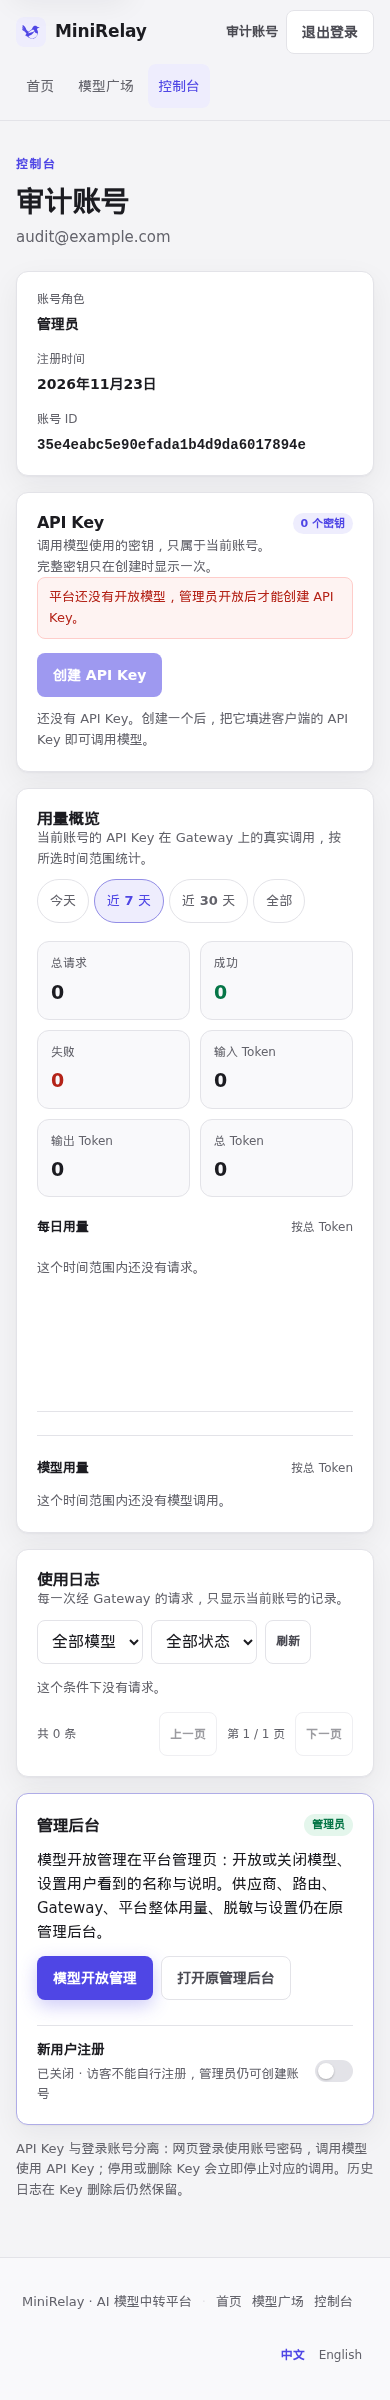 MiniRelay
审计账号
退出登录
首页
模型广场
控制台
控制台
审计账号
audit@example.com
账号角色
管理员
注册时间
2026年11月23日
账号 ID
35e4eabc5e90efada1b4d9da6017894e
API Key
0 个密钥
调用模型使用的密钥，只属于当前账号。
完整密钥只在创建时显示一次。
平台还没有开放模型，管理员开放后才能创建 API
Key。
创建 API Key
还没有 API Key。创建一个后，把它填进客户端的 API
Key 即可调用模型。
用量概览
当前账号的 API Key 在 Gateway 上的真实调用，按
所选时间范围统计。
今天
近 7 天
近 30 天
全部
总请求
成功
0
0
失败
输入 Token
0
0
输出 Token
总 Token
0
0
每日用量
按总 Token
这个时间范围内还没有请求。
模型用量
按总 Token
这个时间范围内还没有模型调用。
使用日志
每一次经 Gateway 的请求，只显示当前账号的记录。
全部模型
全部状态
刷新
这个条件下没有请求。
共 0 条
上一页
第 1 / 1 页
下一页
管理后台
管理员
模型开放管理在平台管理页：开放或关闭模型、
设置用户看到的名称与说明。供应商、路由、
Gateway、平台整体用量、脱敏与设置仍在原
管理后台。
模型开放管理
打开原管理后台
新用户注册
已关闭 · 访客不能自行注册，管理员仍可创建账
号
API Key 与登录账号分离：网页登录使用账号密码，调用模型
使用 API Key；停用或删除 Key 会立即停止对应的调用。历史
日志在 Key 删除后仍然保留。
MiniRelay · AI 模型中转平台 · 首页 模型广场 控制台
中文
English